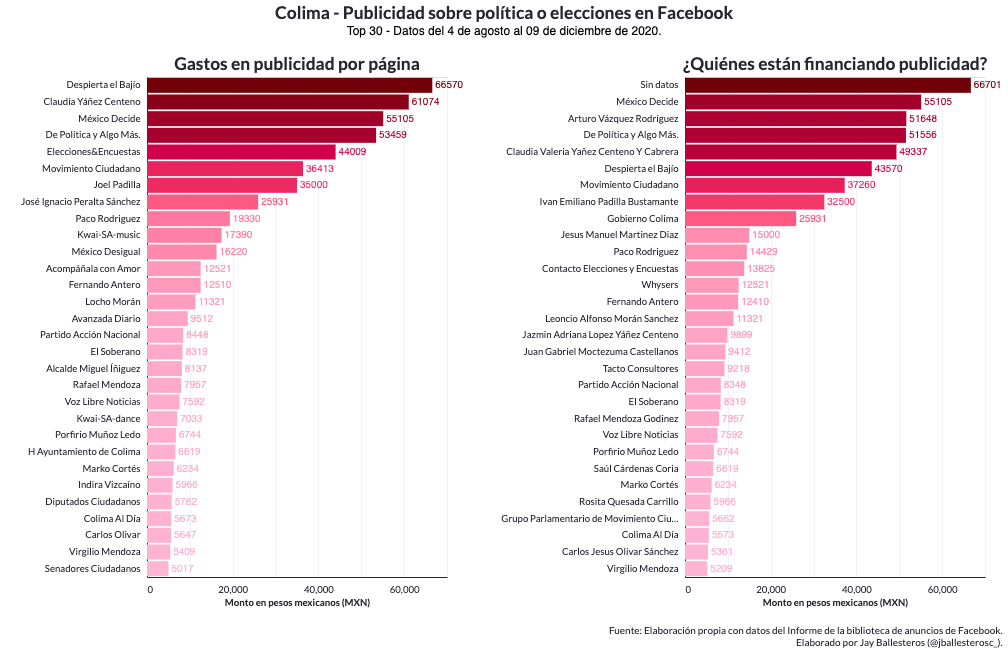 Colima - Publicidad sobre política o elecciones en Facebook
Top 30 - Datos del 4 de agosto al 09 de diciembre de 2020.
Gastos en publicidad por página
Despierta el Bajío 66570
Claudia Yáñez Centeno 61074
México Decide 55105
De Política y Algo Más. 53459
Elecciones&Encuestas 44009
Movimiento Ciudadano 36413
Joel Padilla 35000
José Ignacio Peralta Sánchez 25931
Paco Rodriguez 19330
Kwai-SA-music 17390
México Desigual 16220
Acompáñala con Amor 12521
Fernando Antero 12510
Locho Morán 11321
Avanzada Diario 9512
Partido Acción Nacional 8448
El Soberano 8319
Alcalde Miguel Íñiguez 8137
Rafael Mendoza 7957
Voz Libre Noticias 7592
Kwai-SA-dance 7033
Porfirio Muñoz Ledo 6744
H Ayuntamiento de Colima 6619
Marko Cortés 6234
Indira Vizcaíno 5966
Diputados Ciudadanos 5762
Colima Al Día 5673
Carlos Olivar 5647
Virgilio Mendoza 5409
Senadores Ciudadanos 5017
0 20,000 40,000 60,000
Monto en pesos mexicanos (MXN)
¿Quiénes están financiando publicidad?
Sin datos 66701
México Decide 55105
Arturo Vázquez Rodríguez 51648
De Política y Algo Más. 51556
Claudia Valeria Yañez Centeno Y Cabrera 49337
Despierta el Bajío 43570
Movimiento Ciudadano 37260
Ivan Emiliano Padilla Bustamante 32500
Gobierno Colima 25931
Jesus Manuel Martinez Diaz 15000
Paco Rodriguez 14429
Contacto Elecciones y Encuestas 13825
Whysers 12521
Fernando Antero 12410
Leoncio Alfonso Morán Sanchez 11321
Jazmin Adriana Lopez Yáñez Centeno 9899
Juan Gabriel Moctezuma Castellanos 9412
Tacto Consultores 9218
Partido Acción Nacional 8348
El Soberano 8319
Rafael Mendoza Godinez 7957
Voz Libre Noticias 7592
Porfirio Muñoz Ledo 6744
Saúl Cárdenas Coria 6619
Marko Cortés 6234
Rosita Quesada Carrillo 5966
Grupo Parlamentario de Movimiento Ciu... 5662
Colima Al Día 5573
Carlos Jesus Olivar Sánchez 5361
Virgilio Mendoza 5209
0 20,000 40,000 60,000
Monto en pesos mexicanos (MXN)
Fuente: Elaboración propia con datos del Informe de la biblioteca de anuncios de Facebook.
Elaborado por Jay Ballesteros (@jballesterosc_).